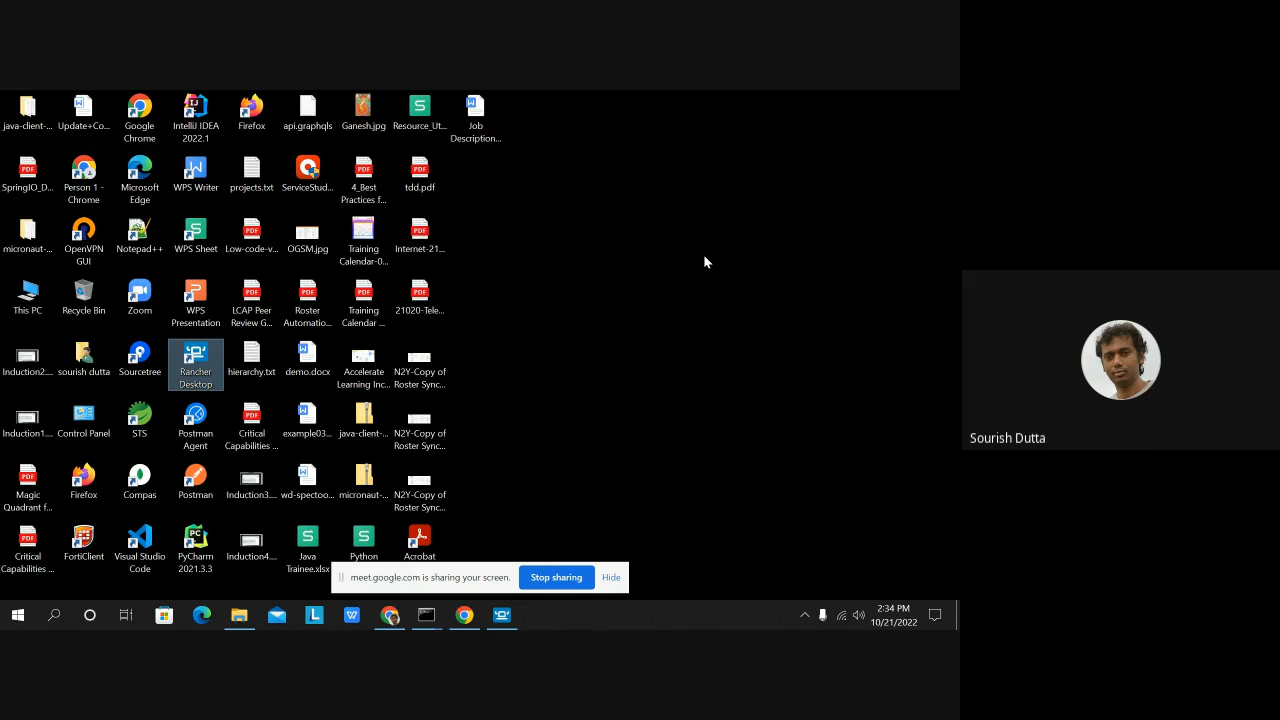 java-client-...
Update+Co...
Google
Chrome
IntelliJ IDEA
2022.1
Firefox
api.graphqls
Ganesh.jpg
Resource_Ut...
Job
Description...
SpringIO_D...
Person 1 -
Chrome
Microsoft
Edge
WPS Writer
projects.txt
ServiceStud...
4_Best
Practices f...
tdd.pdf
micronaut-...
OpenVPN
GUI
Notepad++
WPS Sheet
Low-code-v...
OGSM.jpg
Training
Calendar-0...
Internet-21...
This PC
Recycle Bin
Zoom
WPS
Presentation
LCAP Peer
Review G...
Roster
Automatio...
Training
Calendar ...
21020-Tele...
Induction2....
sourish dutta
Sourcetree
Rancher
Desktop
hierarchy.txt
demo.docx
Accelerate
Learning Inc...
N2Y-Copy of
Roster Sync...
Induction1....
Control Panel
STS
Postman
Agent
Critical
Capabilities ...
example03...
java-client-...
N2Y-Copy of
Roster Sync...
Magic
Quadrant f...
Firefox
Compas
Postman
Induction3....
wd-spectoo...
micronaut-...
N2Y-Copy of
Roster Sync...
Critical
Capabilities ...
FortiClient
Visual Studio
Code
PyCharm
2021.3.3
Induction4....
Java
Trainee.xlsx
Python
Acrobat
meet.google.com is sharing your screen.
Stop sharing
Hide
2:34 PM
10/21/2022
Sourish Dutta